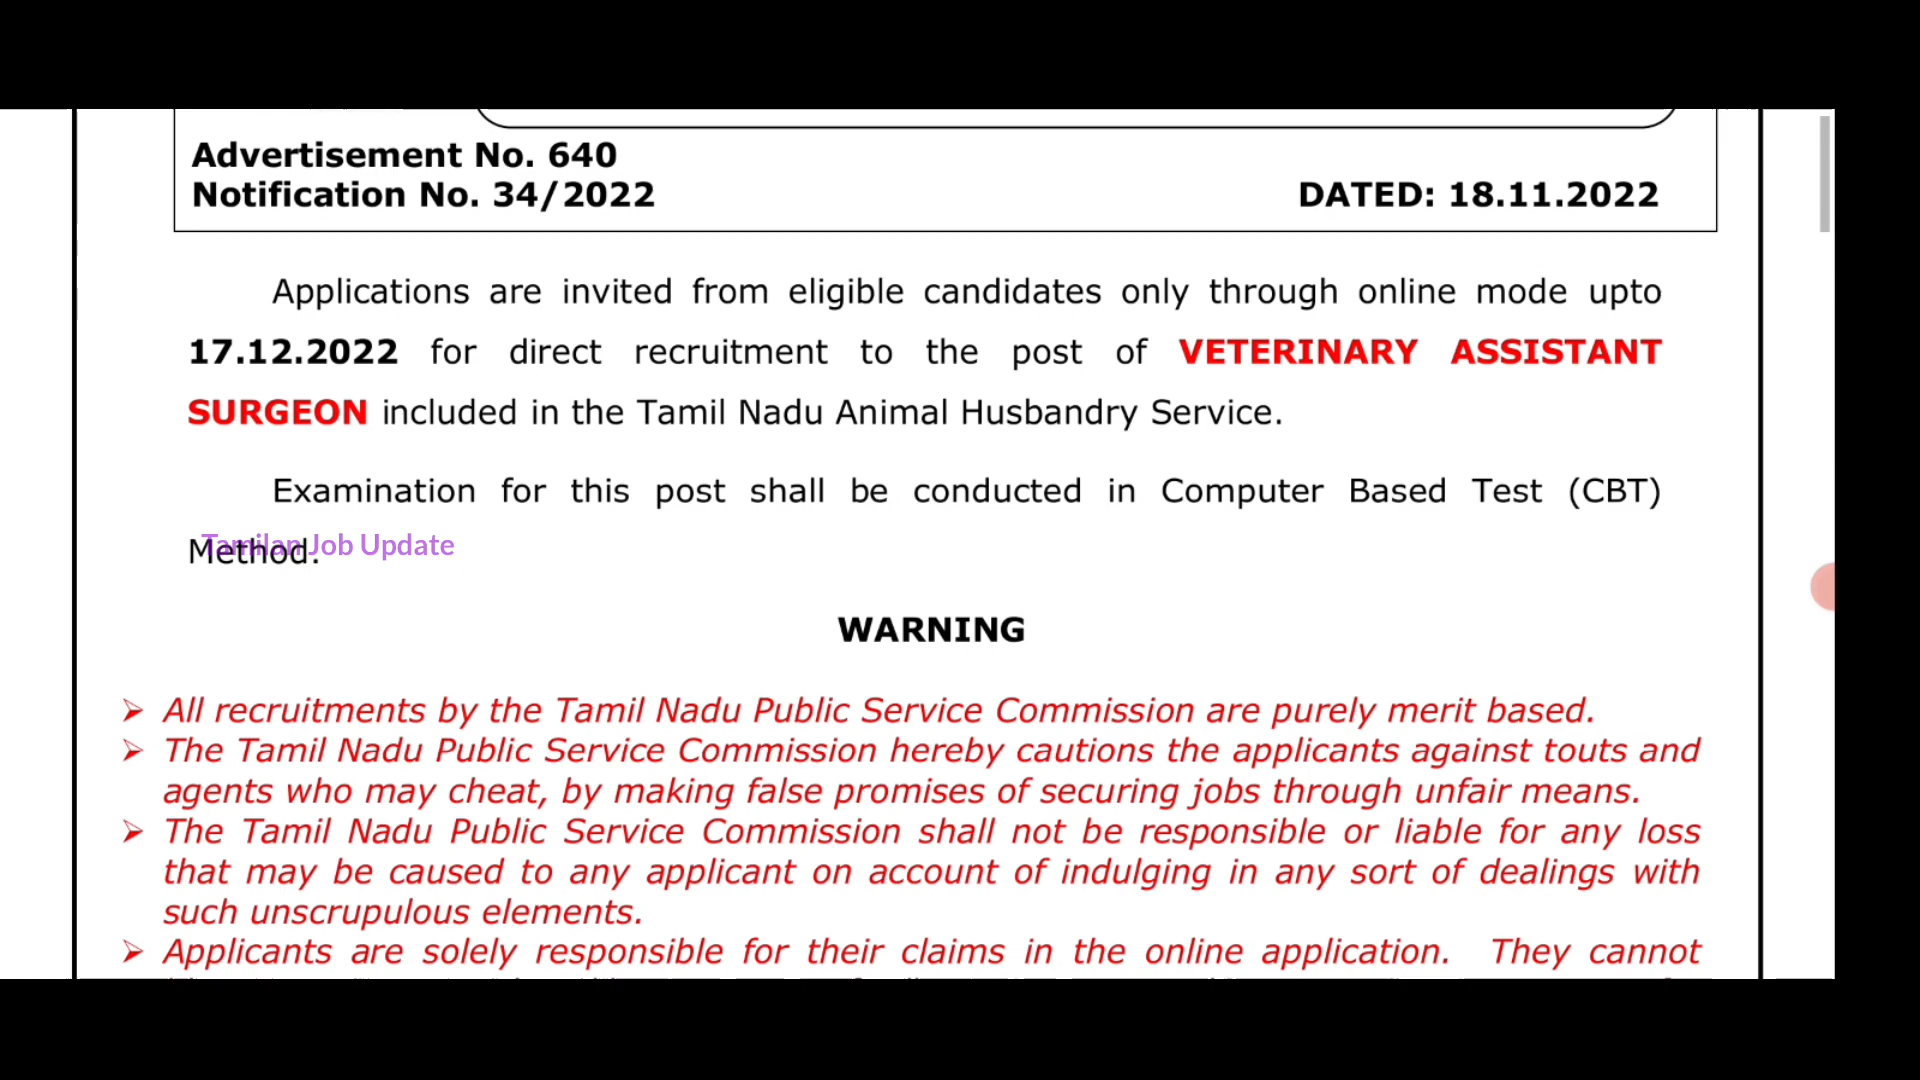 Advertisement No. 640
Notification No. 34/2022 DATED: 18.11.2022
Applications are invited from eligible candidates only through online mode upto
17.12.2022 for direct recruitment to the post of VETERINARY ASSISTANT
SURGEON included in the Tamil Nadu Animal Husbandry Service.
Examination for this post shall be conducted in Computer Based Test (CBT)
Method.
Tamilan Job Update
WARNING
➢ All recruitments by the Tamil Nadu Public Service Commission are purely merit based.
➢ The Tamil Nadu Public Service Commission hereby cautions the applicants against touts and
agents who may cheat, by making false promises of securing jobs through unfair means.
➢ The Tamil Nadu Public Service Commission shall not be responsible or liable for any loss
that may be caused to any applicant on account of indulging in any sort of dealings with
such unscrupulous elements.
➢ Applicants are solely responsible for their claims in the online application. They cannot